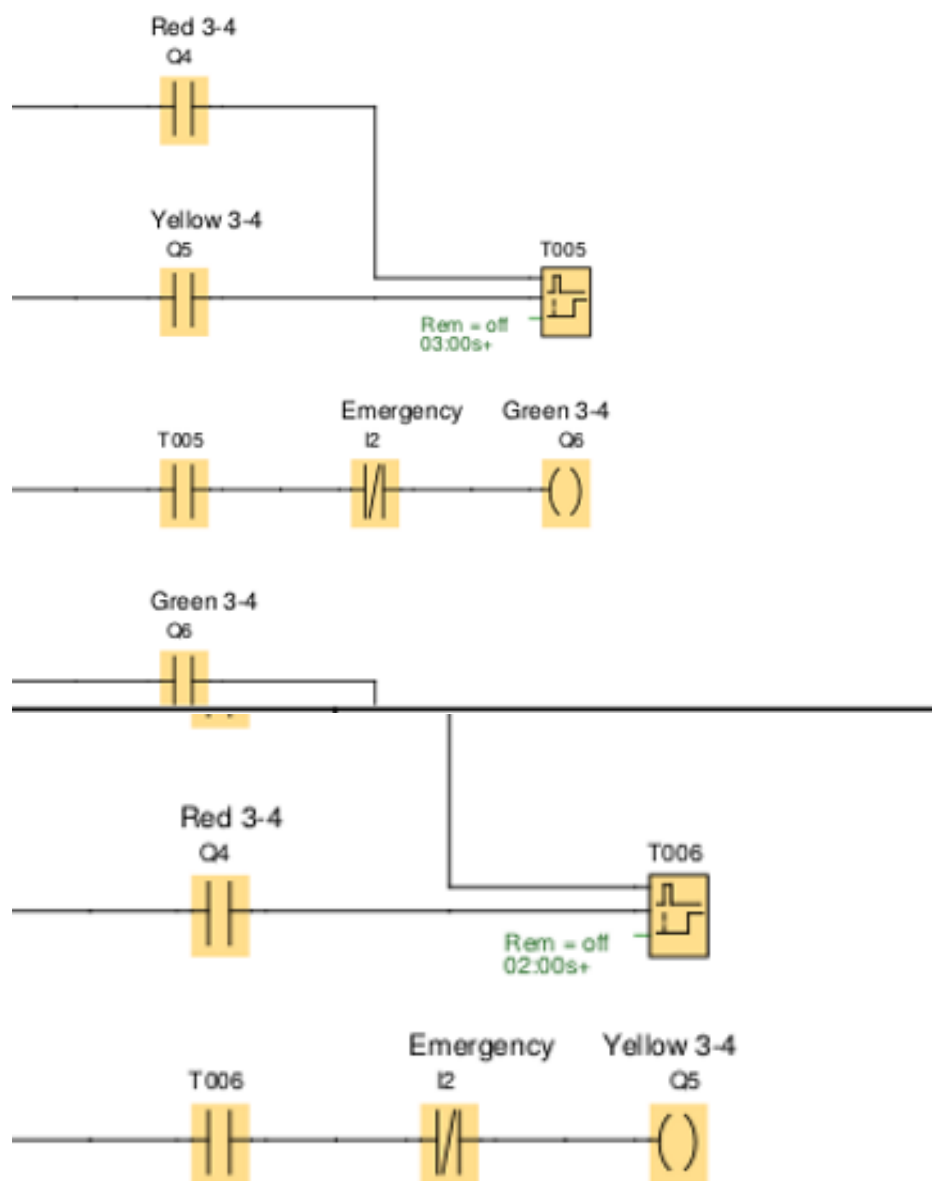 Red 3-4
Q4
Yellow 3-4
Q5
T005
Rem = off
03:00s+
Emergency
Green 3-4
T005
I2
Q6
Green 3-4
Q6
Red 3-4
Q4
T006
Rem = off
02:00s+
Emergency
Yellow 3-4
T006
I2
Q5